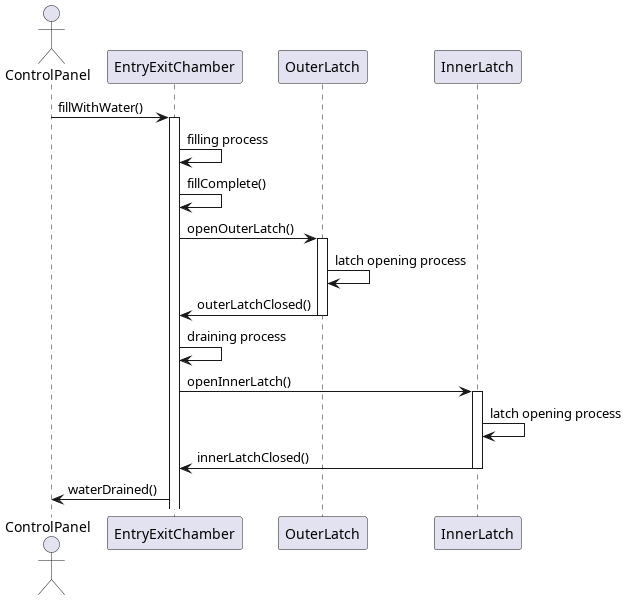 ControlPanel
EntryExitChamber
OuterLatch
InnerLatch
fillWithWater()
filling process
fillComplete()
openOuterLatch()
latch opening process
outerLatchClosed()
draining process
openInnerLatch()
latch opening process
innerLatchClosed()
waterDrained()
ControlPanel
EntryExitChamber
OuterLatch
InnerLatch